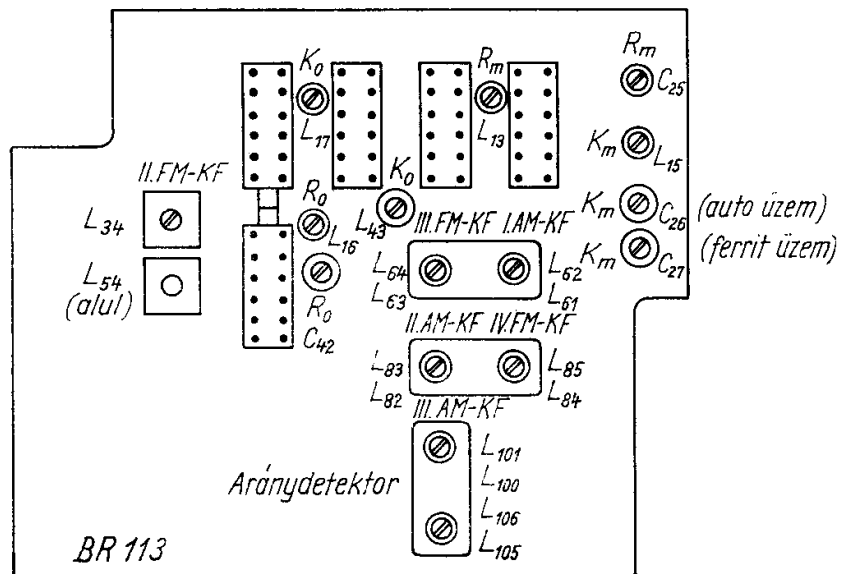 Rm
Ko
Rm
C25
L17
L13
Km
L15
II.FM-KF
Ko
L34
Ro
L43
Km
C26
(auto üzem)
L16
III.FM-KF
I.AM-KF
Km
C27
(ferrit üzem)
L54
(alul)
L64
L62
L63
L61
Ro
C42
II.AM-KF
IV.FM-KF
L83
L85
L82
L84
III.AM-KF
L101
Aránydetektor
L100
L106
L105
BR 113